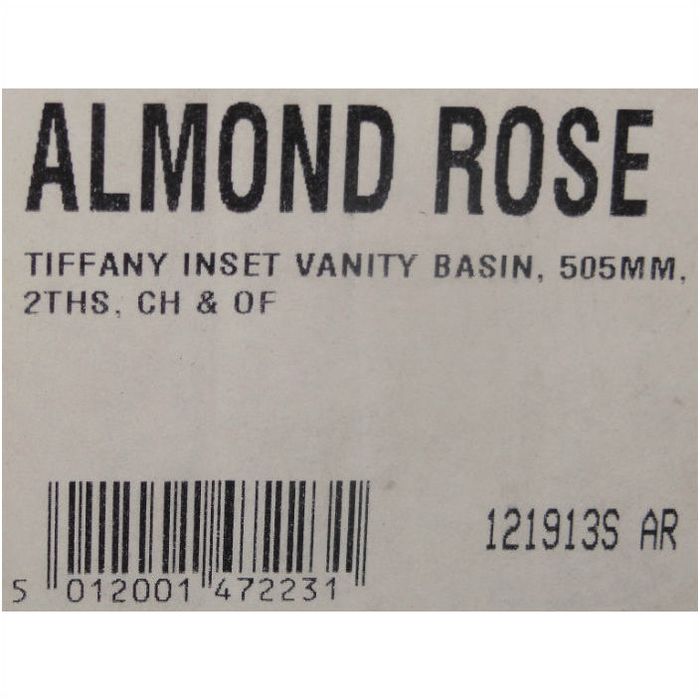 ALMOND ROSE
TIFFANY INSET VANITY BASIN, 505MM,
2THS, CH & OF
121913S AR
5 012001 472231